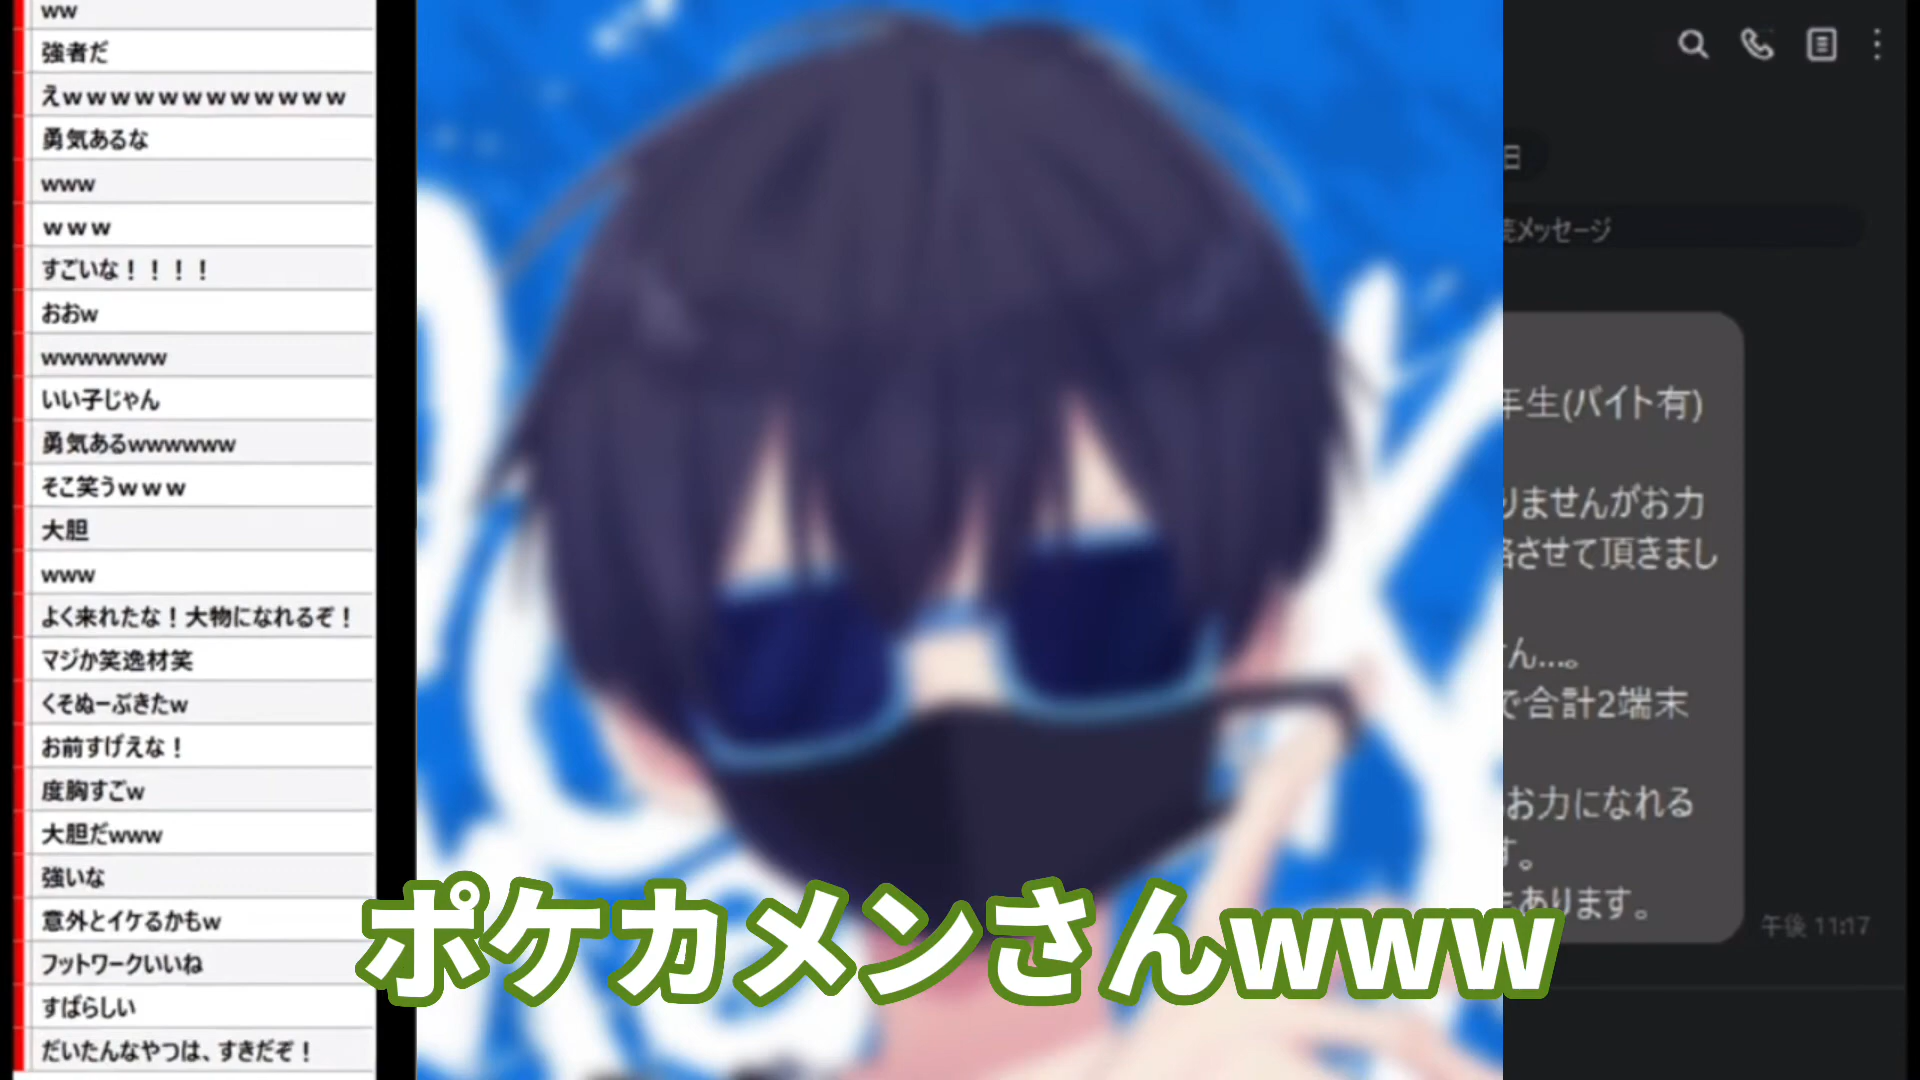 ww
強者だ
えｗｗｗｗｗｗｗｗｗｗｗｗ
勇気あるな
www
ｗｗｗ
すごいな！！！！
おおw
wwwwwww
いい子じゃん
勇気あるwwwwww
そこ笑うｗｗｗ
大胆
www
よく来れたな！大物になれるぞ！
マジか笑逸材笑
くそぬーぶきたw
お前すげえな！
度胸すごw
大胆だwww
強いな
意外とイケるかもw
フットワークいいね
すばらしい
だいたんなやつは、すきだぞ！
ポケカメンさんwww
日
メッセージ
年生(バイト有)
りませんがお力
させて頂きまし
ん…。
で合計2端末
お力になれる
す。
あります。
午後 11:17